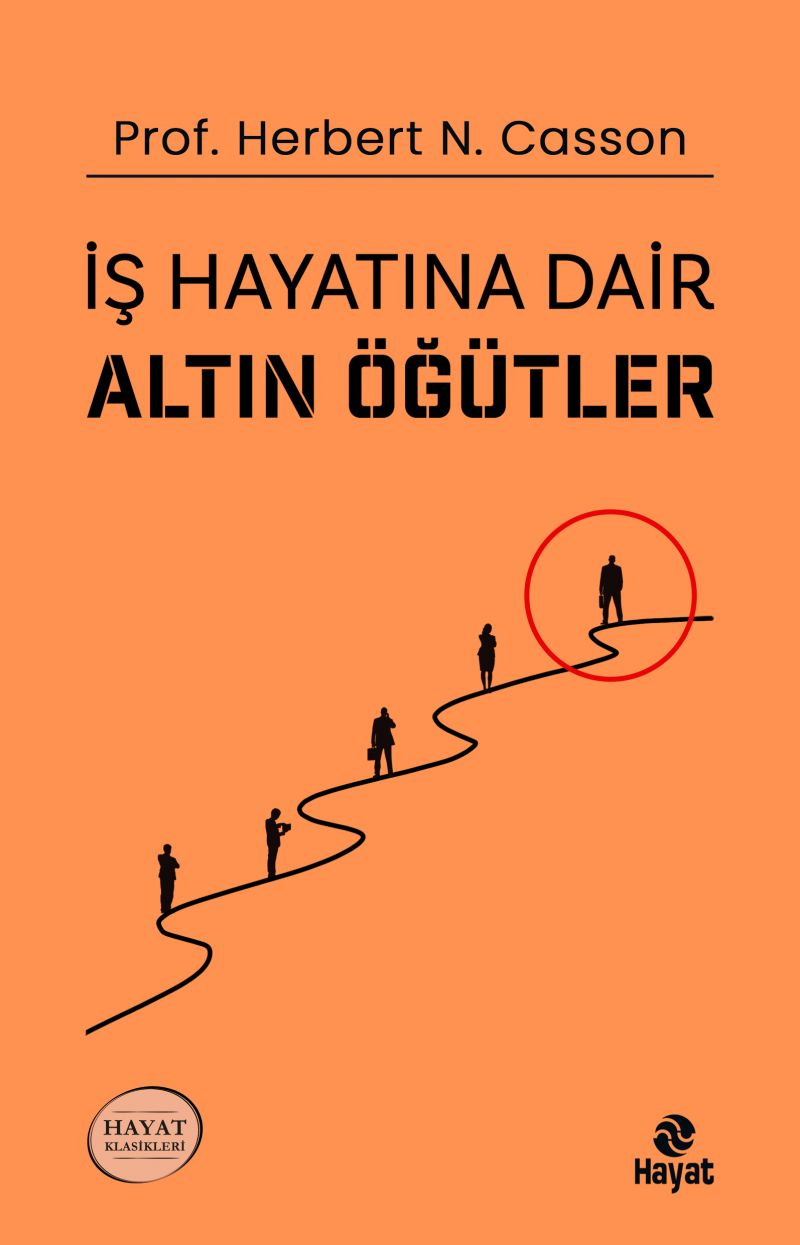 Prof. Herbert N. Casson
İŞ HAYATINA DAİR
ALTIN ÖĞÜTLER
HAYAT
KLASİKLERİ
Hayat